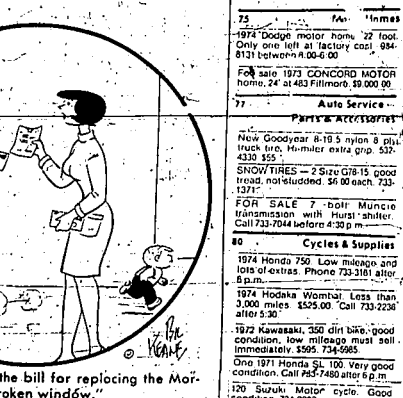 © BIL
KEANE
the bill for replacing the Mor-
roken window."
75
Homes
1974 Dodge motor home 22 foot.
Only one left at factory cost. 984-
8131 between 8:00-6:00
For sale 1973 CONCORD MOTOR
home, 24' at 483 Fillmore. $9,000.00
77 Auto Service -
Parts & Accessories
New Goodyear 8-19.5 nylon 8 ply
truck tire, Hi-miler extra grip. 532-
4330 $55
SNOW TIRES — 2 Size G78-15 good
tread, not studded. $6.00 each. 733-
1371
FOR SALE 7 bolt Muncie
transmission with Hurst shifter.
Call 733-7044 before 4:30 p.m.
80 Cycles & Supplies
1974 Honda 750. Low mileage and
lots of extras. Phone 733-3161 after
6 p.m.
1974 Hodaka Wombat. Less than
3,000 miles. $525.00. Call 733-2236
after 5:30
1972 Kawasaki, 350 dirt bike, good
condition, low mileage must sell
immediately. $595. 734-5985.
One 1971 Honda SL 100. Very good
condition. Call 733-7480 after 6 p.m
120 Suzuki Motor cycle. Good